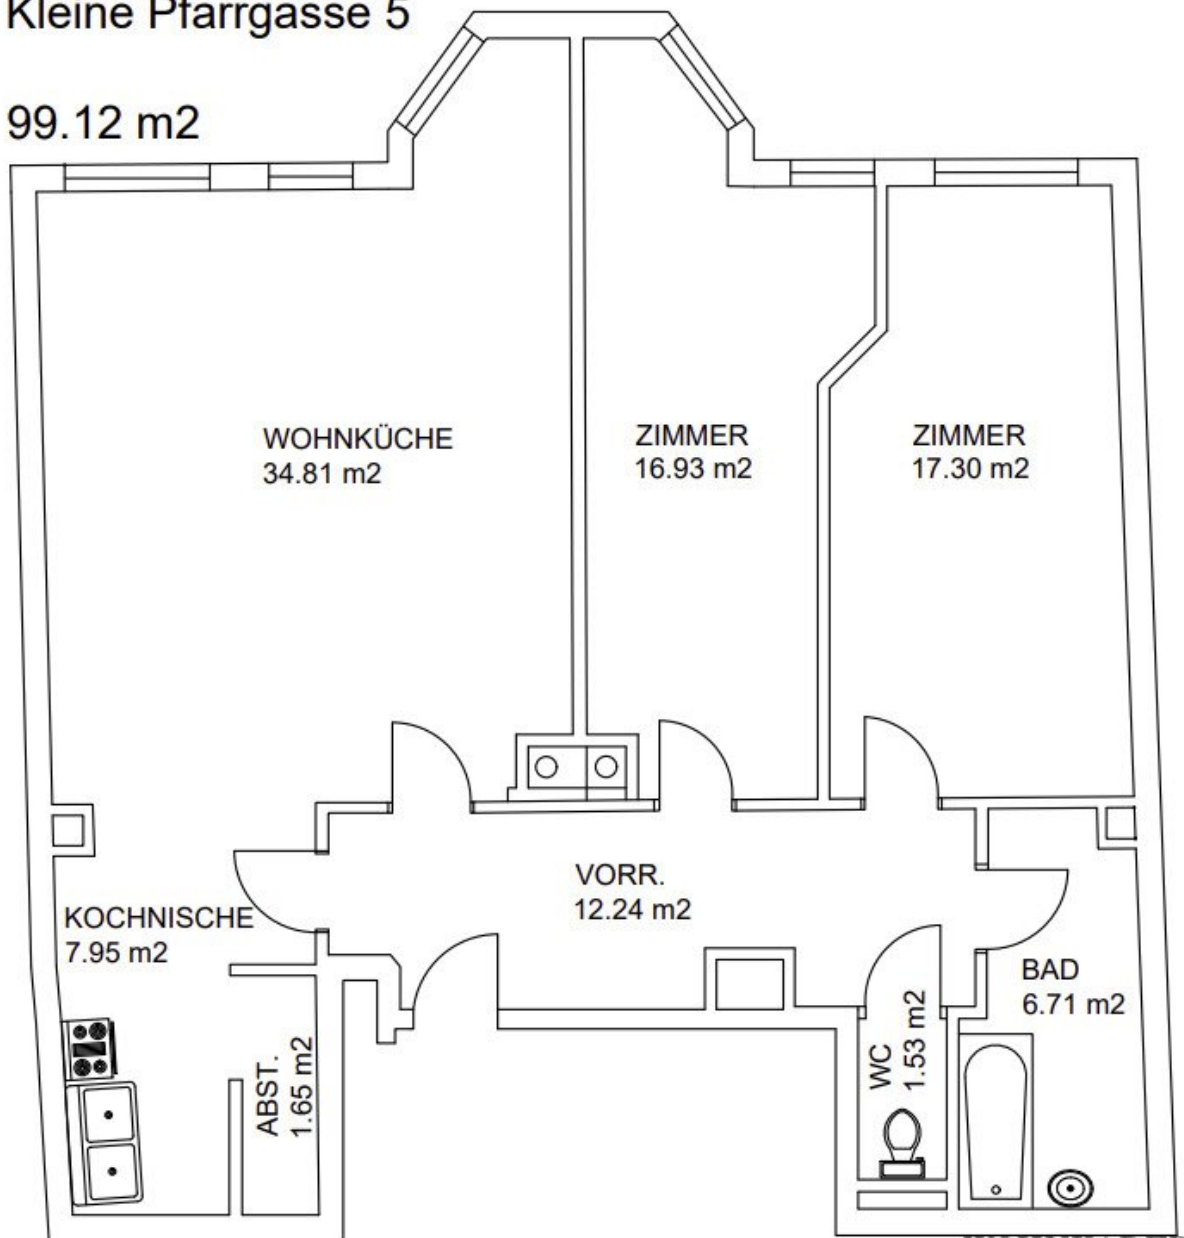 Kleine Pfarrgasse 5
99.12 m2
WOHNKÜCHE
34.81 m2
ZIMMER
16.93 m2
ZIMMER
17.30 m2
VORR.
12.24 m2
KOCHNISCHE
7.95 m2
BAD
6.71 m2
WC
1.53 m2
ABST.
1.65 m2